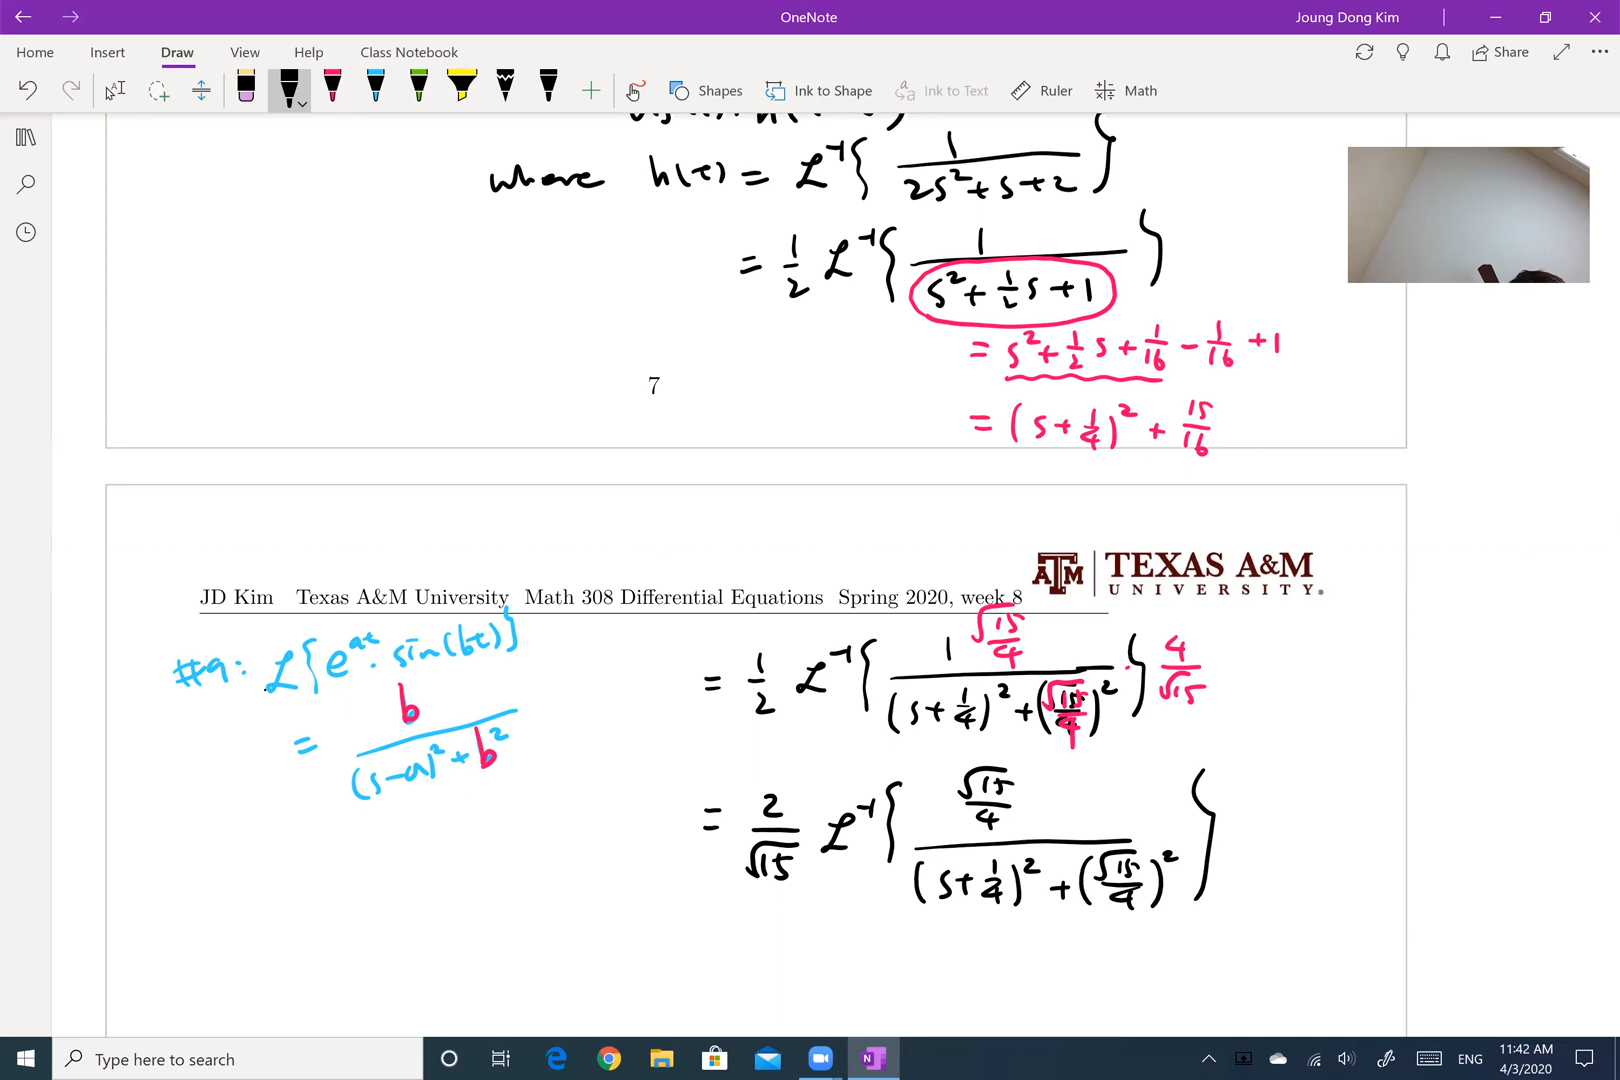 OneNote
Joung Dong Kim
Home Insert Draw View Help Class Notebook
Share
Shapes Ink to Shape Ink to Text Ruler Math
where h(t) = ℒ⁻¹{ 1 / (2s² + s + 2) }
= 1/2 ℒ⁻¹{ 1 / (s² + 1/2 s + 1) }
= s² + 1/2 s + 1/16 - 1/16 + 1
7
= (s + 1/4)² + 15/16
TEXAS A&M
UNIVERSITY®
ATM
JD Kim Texas A&M University Math 308 Differential Equations Spring 2020, week 8
#9: ℒ{e^{at} · sin(bt)}
= b / ((s-a)² + b²)
= 1/2 ℒ⁻¹{ 1 √15/4 / ((s + 1/4)² + (√15/4)²) } · 4/√15
= 2/√15 ℒ⁻¹{ √15/4 / ((s + 1/4)² + (√15/4)²) }
Type here to search
ENG
11:42 AM
4/3/2020